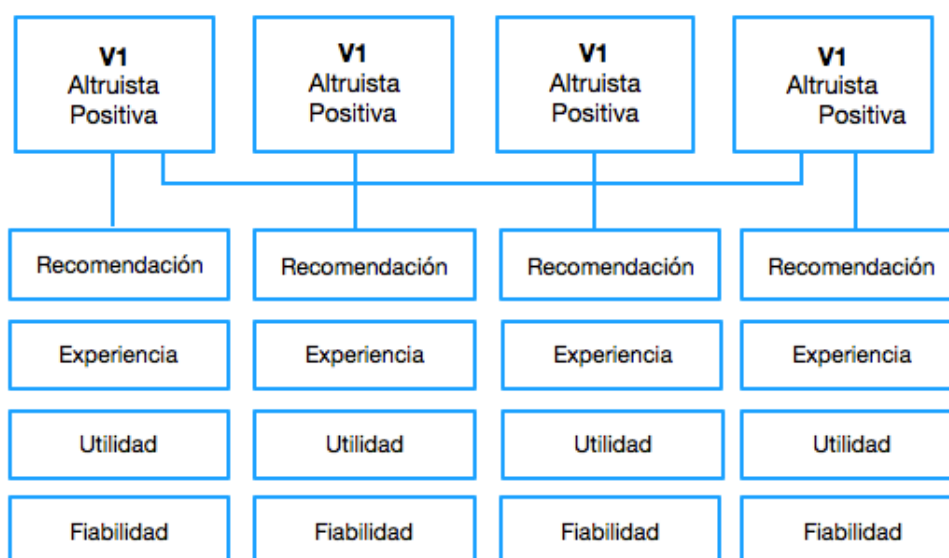 V1
Altruista
Positiva
V1
Altruista
Positiva
V1
Altruista
Positiva
V1
Altruista
Positiva
Recomendación
Recomendación
Recomendación
Recomendación
Experiencia
Experiencia
Experiencia
Experiencia
Utilidad
Utilidad
Utilidad
Utilidad
Fiabilidad
Fiabilidad
Fiabilidad
Fiabilidad